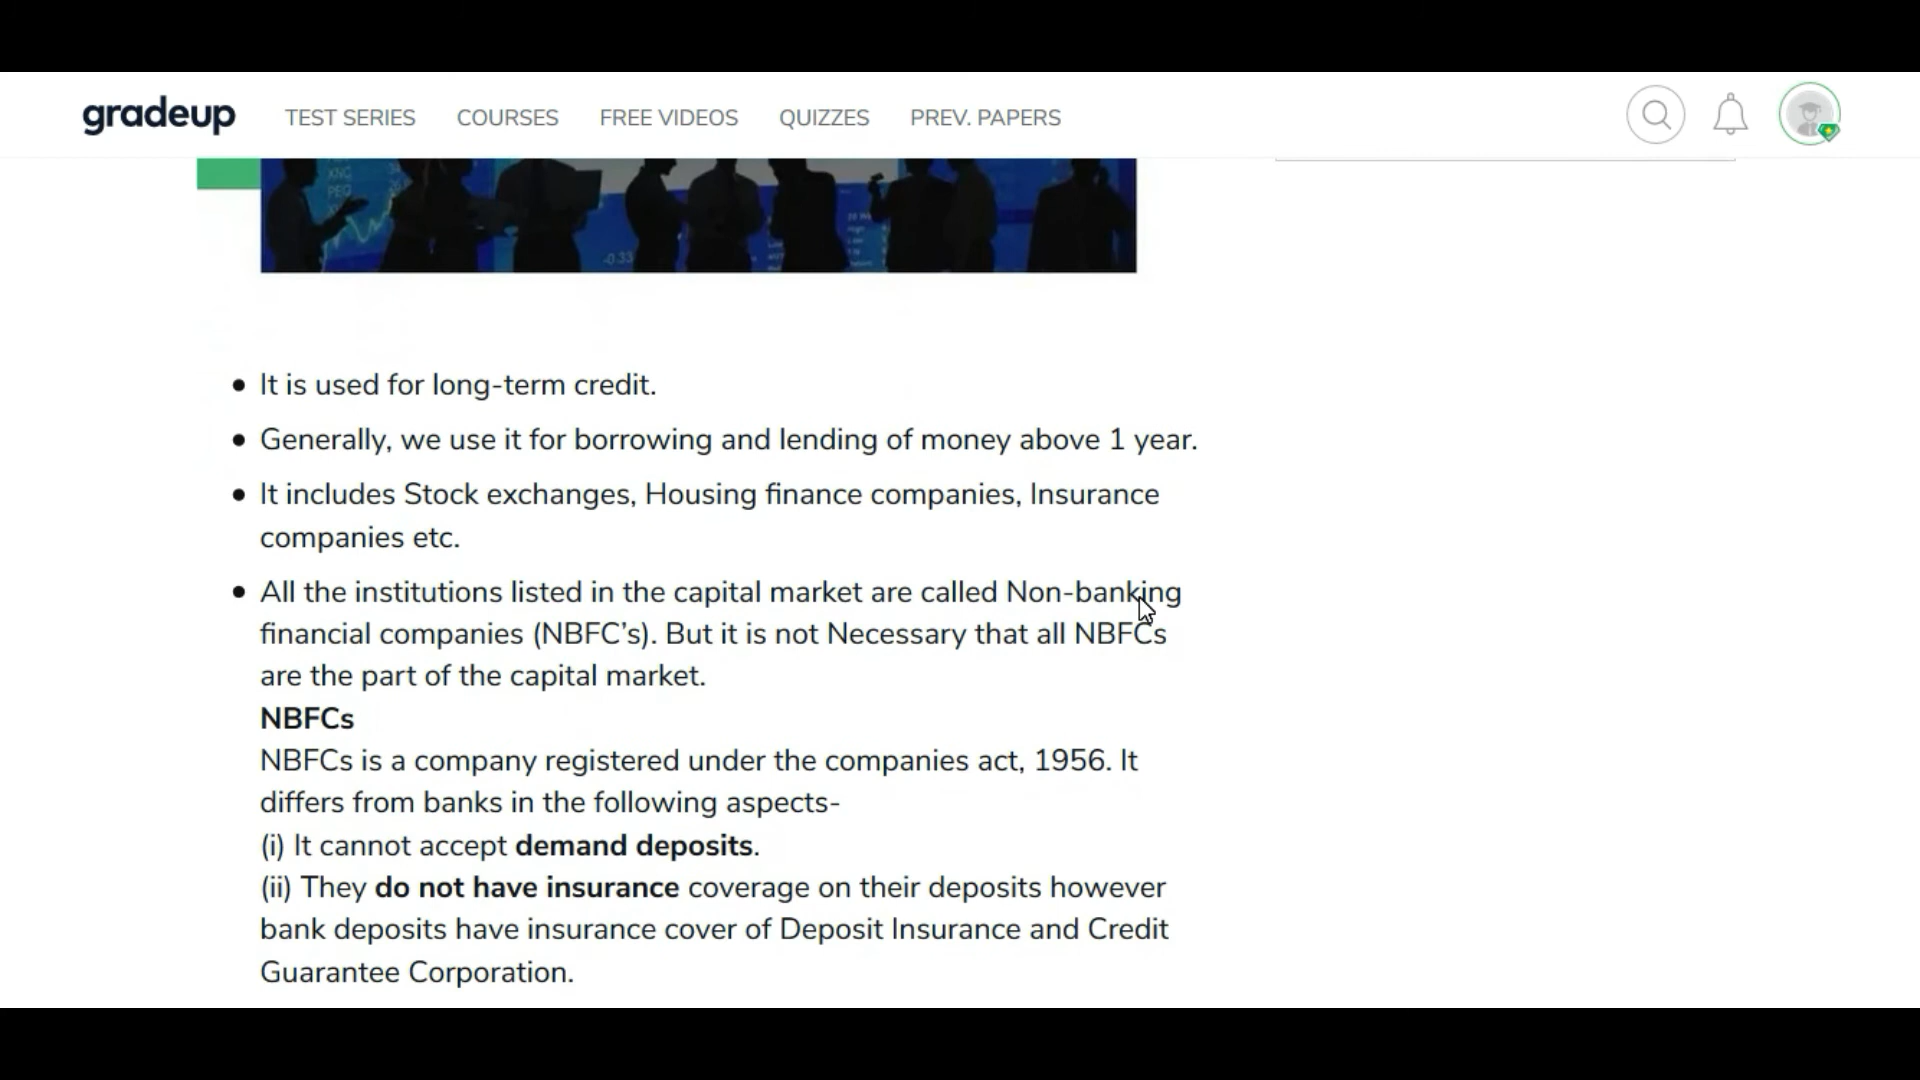 gradeup TEST SERIES COURSES FREE VIDEOS QUIZZES PREV. PAPERS
XNC
PEG
-0.33
• It is used for long-term credit.
• Generally, we use it for borrowing and lending of money above 1 year.
• It includes Stock exchanges, Housing finance companies, Insurance
companies etc.
• All the institutions listed in the capital market are called Non-banking
financial companies (NBFC’s). But it is not Necessary that all NBFCs
are the part of the capital market.
NBFCs
NBFCs is a company registered under the companies act, 1956. It
differs from banks in the following aspects-
(i) It cannot accept demand deposits.
(ii) They do not have insurance coverage on their deposits however
bank deposits have insurance cover of Deposit Insurance and Credit
Guarantee Corporation.